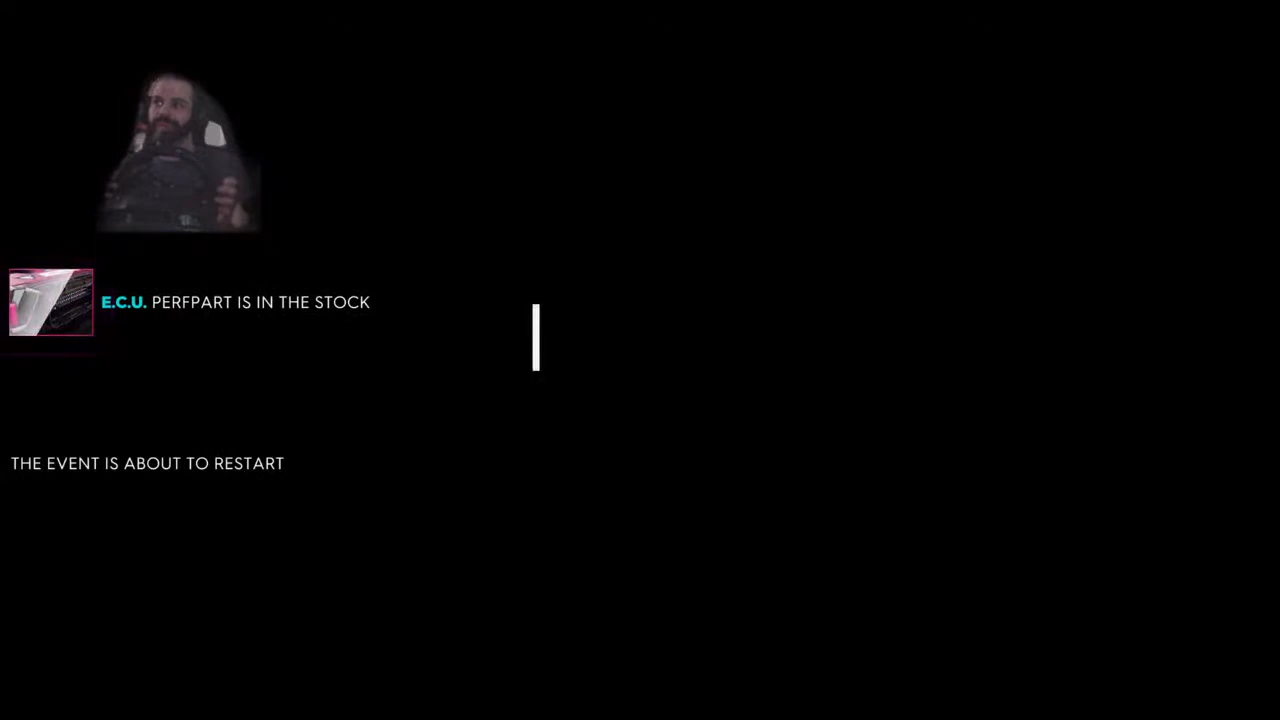 E.C.U. PERFPART IS IN THE STOCK
THE EVENT IS ABOUT TO RESTART